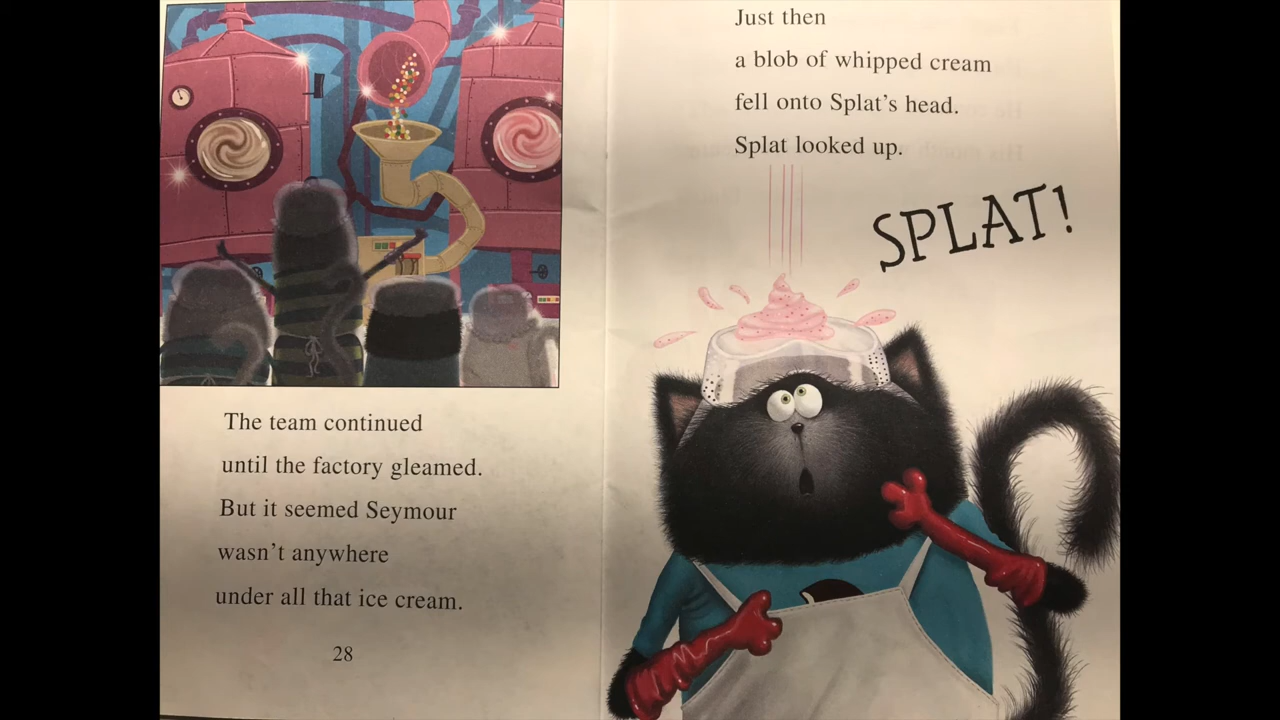 The team continued
until the factory gleamed.
But it seemed Seymour
wasn't anywhere
under all that ice cream.
28
Just then
a blob of whipped cream
fell onto Splat's head.
Splat looked up.
SPLAT!